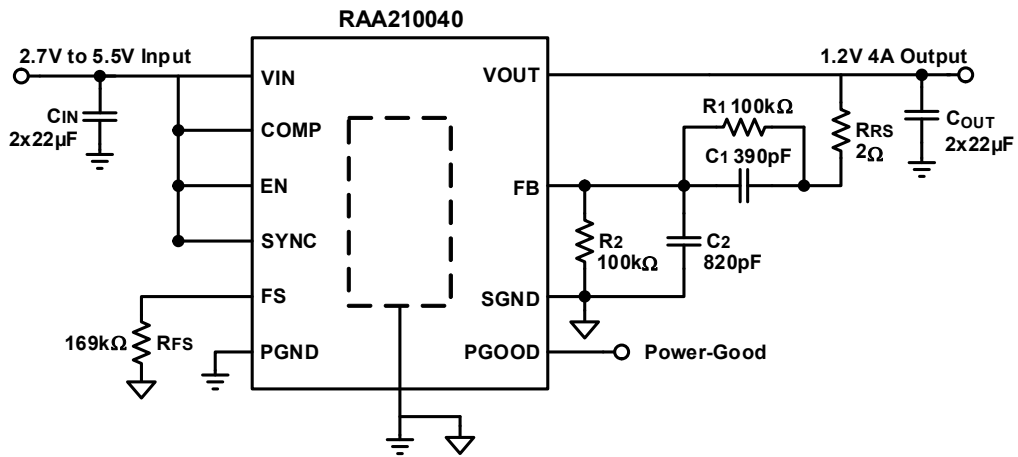 RAA210040
2.7V to 5.5V Input
CIN
2x22µF
VIN
COMP
EN
SYNC
FS
PGND
169kΩ RFS
VOUT
FB
SGND
PGOOD
1.2V 4A Output
R1 100kΩ
C1 390pF
RRS
2Ω
COUT
2x22µF
R2
100kΩ
C2
820pF
Power-Good